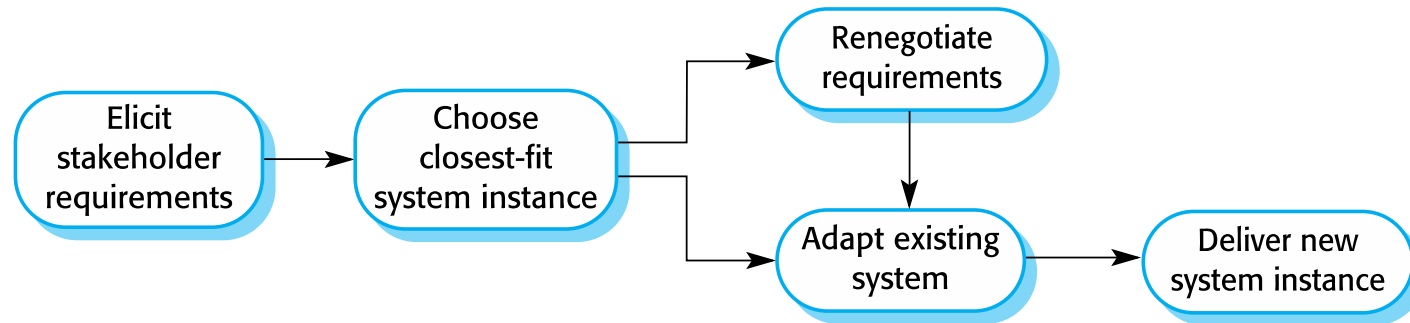 Elicit
stakeholder
requirements
Choose
closest-fit
system instance
Renegotiate
requirements
Adapt existing
system
Deliver new
system instance